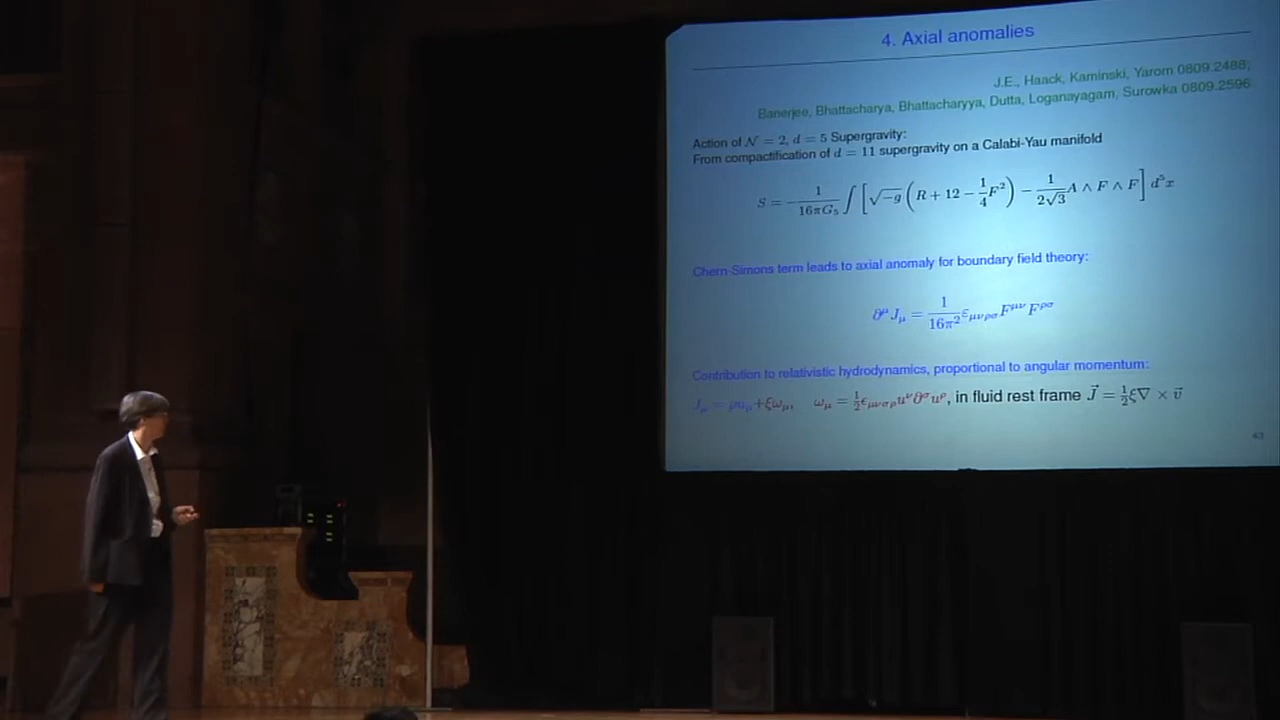 4. Axial anomalies
J.E., Haack, Kaminski, Yarom 0809.2488;
Banerjee, Bhattacharya, Bhattacharyya, Dutta, Loganayagam, Surowka 0809.2596
Action of 𝒩 = 2, d = 5 Supergravity:
From compactification of d = 11 supergravity on a Calabi-Yau manifold
S = −1/16πG₅ ∫ [√−g (R + 12 − 1/4 F²) − 1/2√3 A ∧ F ∧ F] d⁵x
Chern-Simons term leads to axial anomaly for boundary field theory:
∂^μ J_μ = 1/16π² ε_μνρσ F^μν F^ρσ
Contribution to relativistic hydrodynamics, proportional to angular momentum:
J_μ = ρu_μ + ξω_μ, ω_μ = ½ε_μνσρ u^ν ∂^σ u^ρ, in fluid rest frame J⃗ = ½ξ∇ × v⃗
63